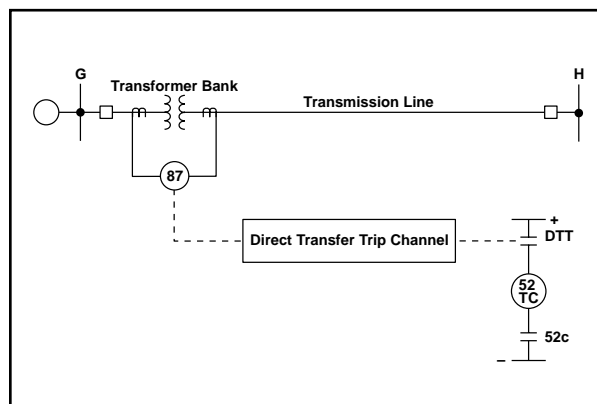 G
H
Transformer Bank
Transmission Line
87
Direct Transfer Trip Channel
+
DTT
52
TC
52c
–